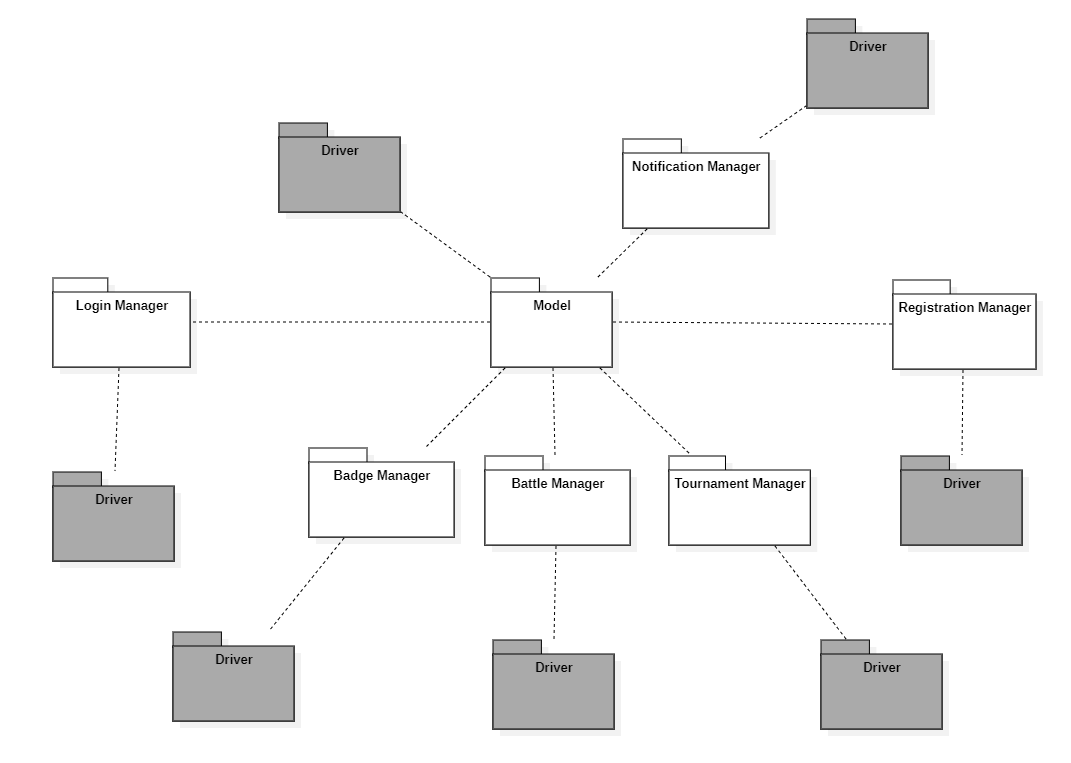 Driver
Driver
Notification Manager
Login Manager
Model
Registration Manager
Badge Manager
Battle Manager
Tournament Manager
Driver
Driver
Driver
Driver
Driver